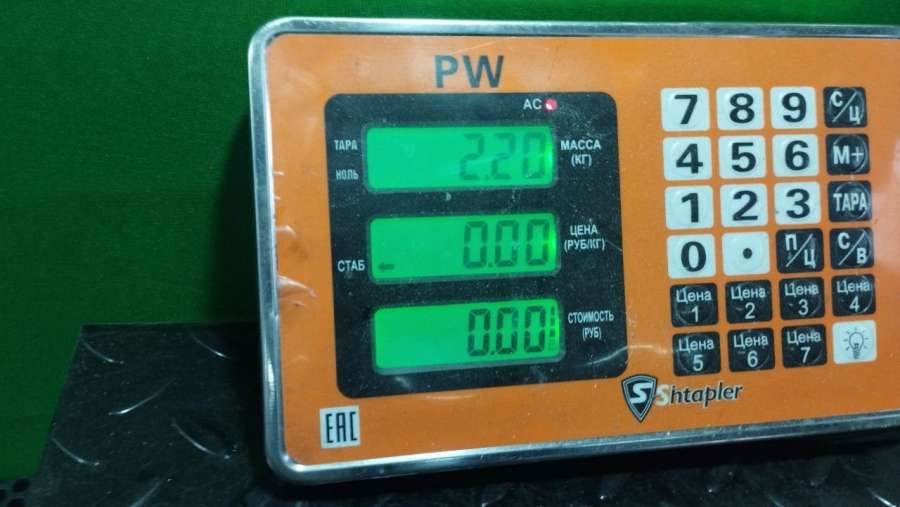 PW
AC
ТАРА
НОЛЬ
2.20
МАССА
(КГ)
СТАБ
0.00
ЦЕНА
(РУБ/КГ)
0.00
СТОИМОСТЬ
(РУБ)
7 8 9 С/Ц
4 5 6 М+
1 2 3 ТАРА
0 . П/Ц С/В
Цена 1 Цена 2 Цена 3 Цена 4
Цена 5 Цена 6 Цена 7
S Shtapler
EAC